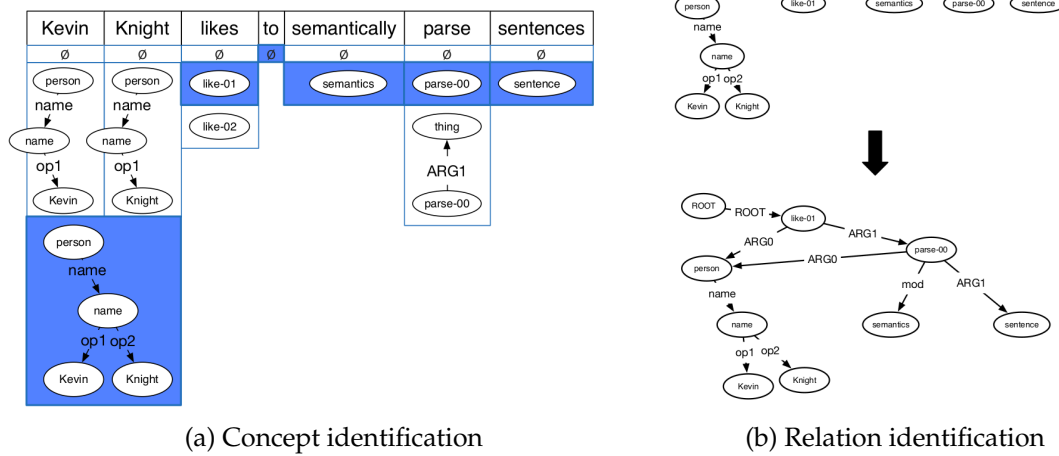 Kevin Knight likes to semantically parse sentences
Ø Ø Ø Ø Ø Ø Ø
person person like-01 semantics parse-00 sentence
name name
like-02 thing
name name
op1 op1 ARG1
Kevin Knight parse-00
person
name
name
op1 op2
Kevin Knight
(a) Concept identification
person like-01 semantics parse-00 sentence
name
name
op1 op2
Kevin Knight
ROOT ROOT like-01
ARG0 ARG1
parse-00
person ARG0
name mod ARG1
name semantics sentence
op1 op2
Kevin Knight
(b) Relation identification